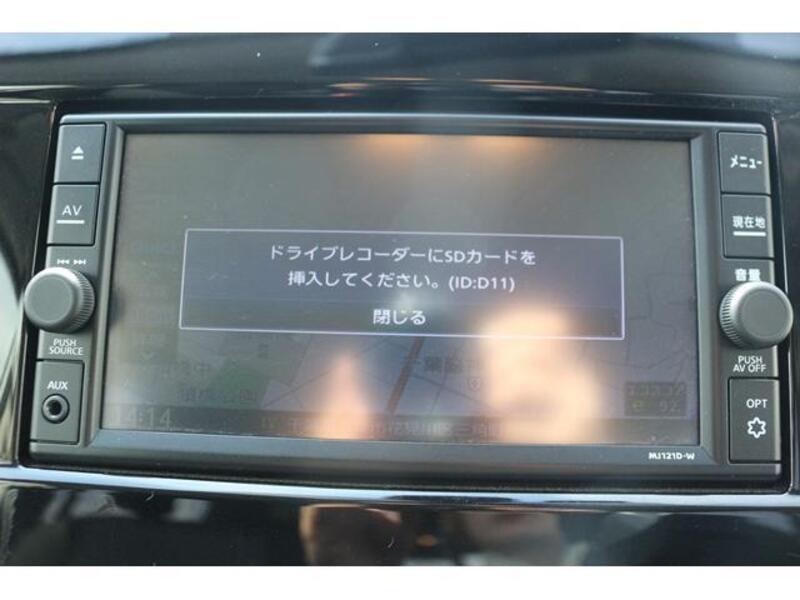 メニュー
AV
現在地
ドライブレコーダーにSDカードを
挿入してください。(ID:D11)
閉じる
音量
PUSH
SOURCE
PUSH
AV OFF
AUX
OPT
14:14
MJ121D-W